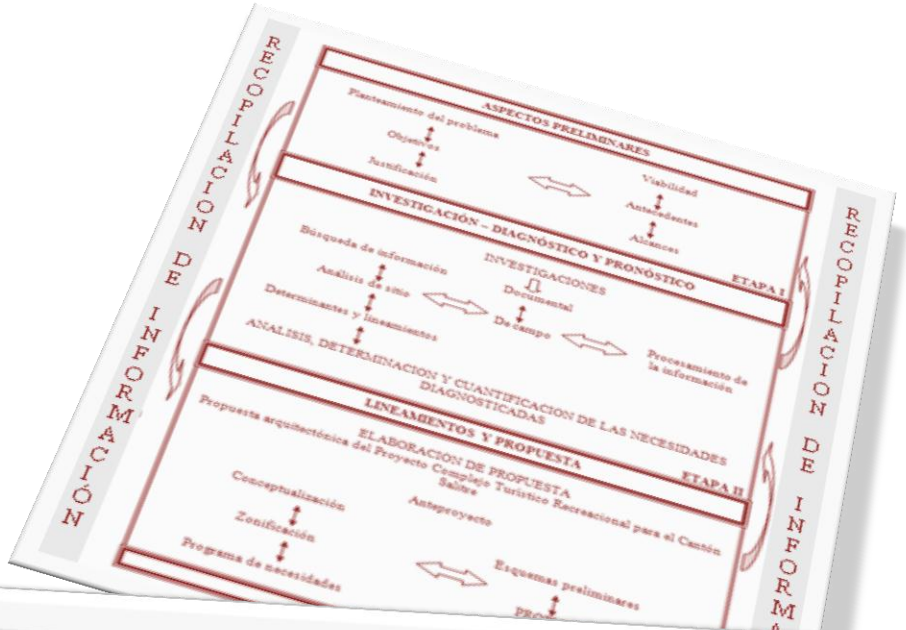 RECOPILACION DE INFORMACIÓN
ASPECTOS PRELIMINARES
Planteamiento del problema
Objetivos
Justificación
Viabilidad
Antecedentes
Alcances
ETAPA I
INVESTIGACIÓN – DIAGNÓSTICO Y PRONÓSTICO
Búsqueda de información
Análisis de sitio
Determinantes y lineamientos
INVESTIGACIONES
Documental
De campo
Procesamiento de
la información
ANALISIS, DETERMINACION Y CUANTIFICACION DE LAS NECESIDADES
DIAGNOSTICADAS
ETAPA II
LINEAMIENTOS Y PROPUESTA
ELABORACION DE PROPUESTA
Propuesta arquitectónica del Proyecto Complejo Turístico Recreacional para el Cantón
Salitre
Conceptualización
Zonificación
Programa de necesidades
Anteproyecto
Esquemas preliminares
RECOPILACION DE INFORMA